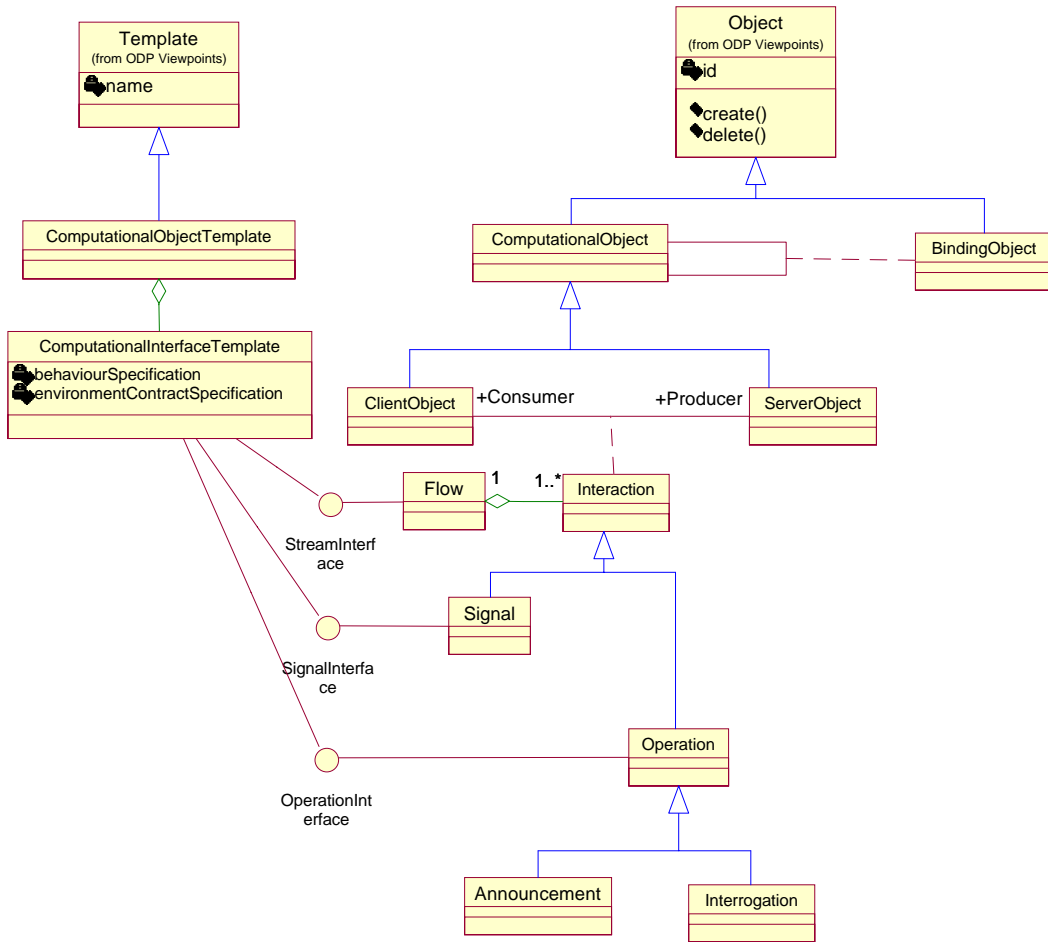 Template
(from ODP Viewpoints)
name
Object
(from ODP Viewpoints)
id
create()
delete()
ComputationalObjectTemplate
ComputationalObject
BindingObject
ComputationalInterfaceTemplate
behaviourSpecification
environmentContractSpecification
ClientObject
+Consumer
+Producer
ServerObject
Flow
1
1..*
Interaction
StreamInterf
ace
Signal
SignalInterfa
ce
Operation
OperationInt
erface
Announcement
Interrogation